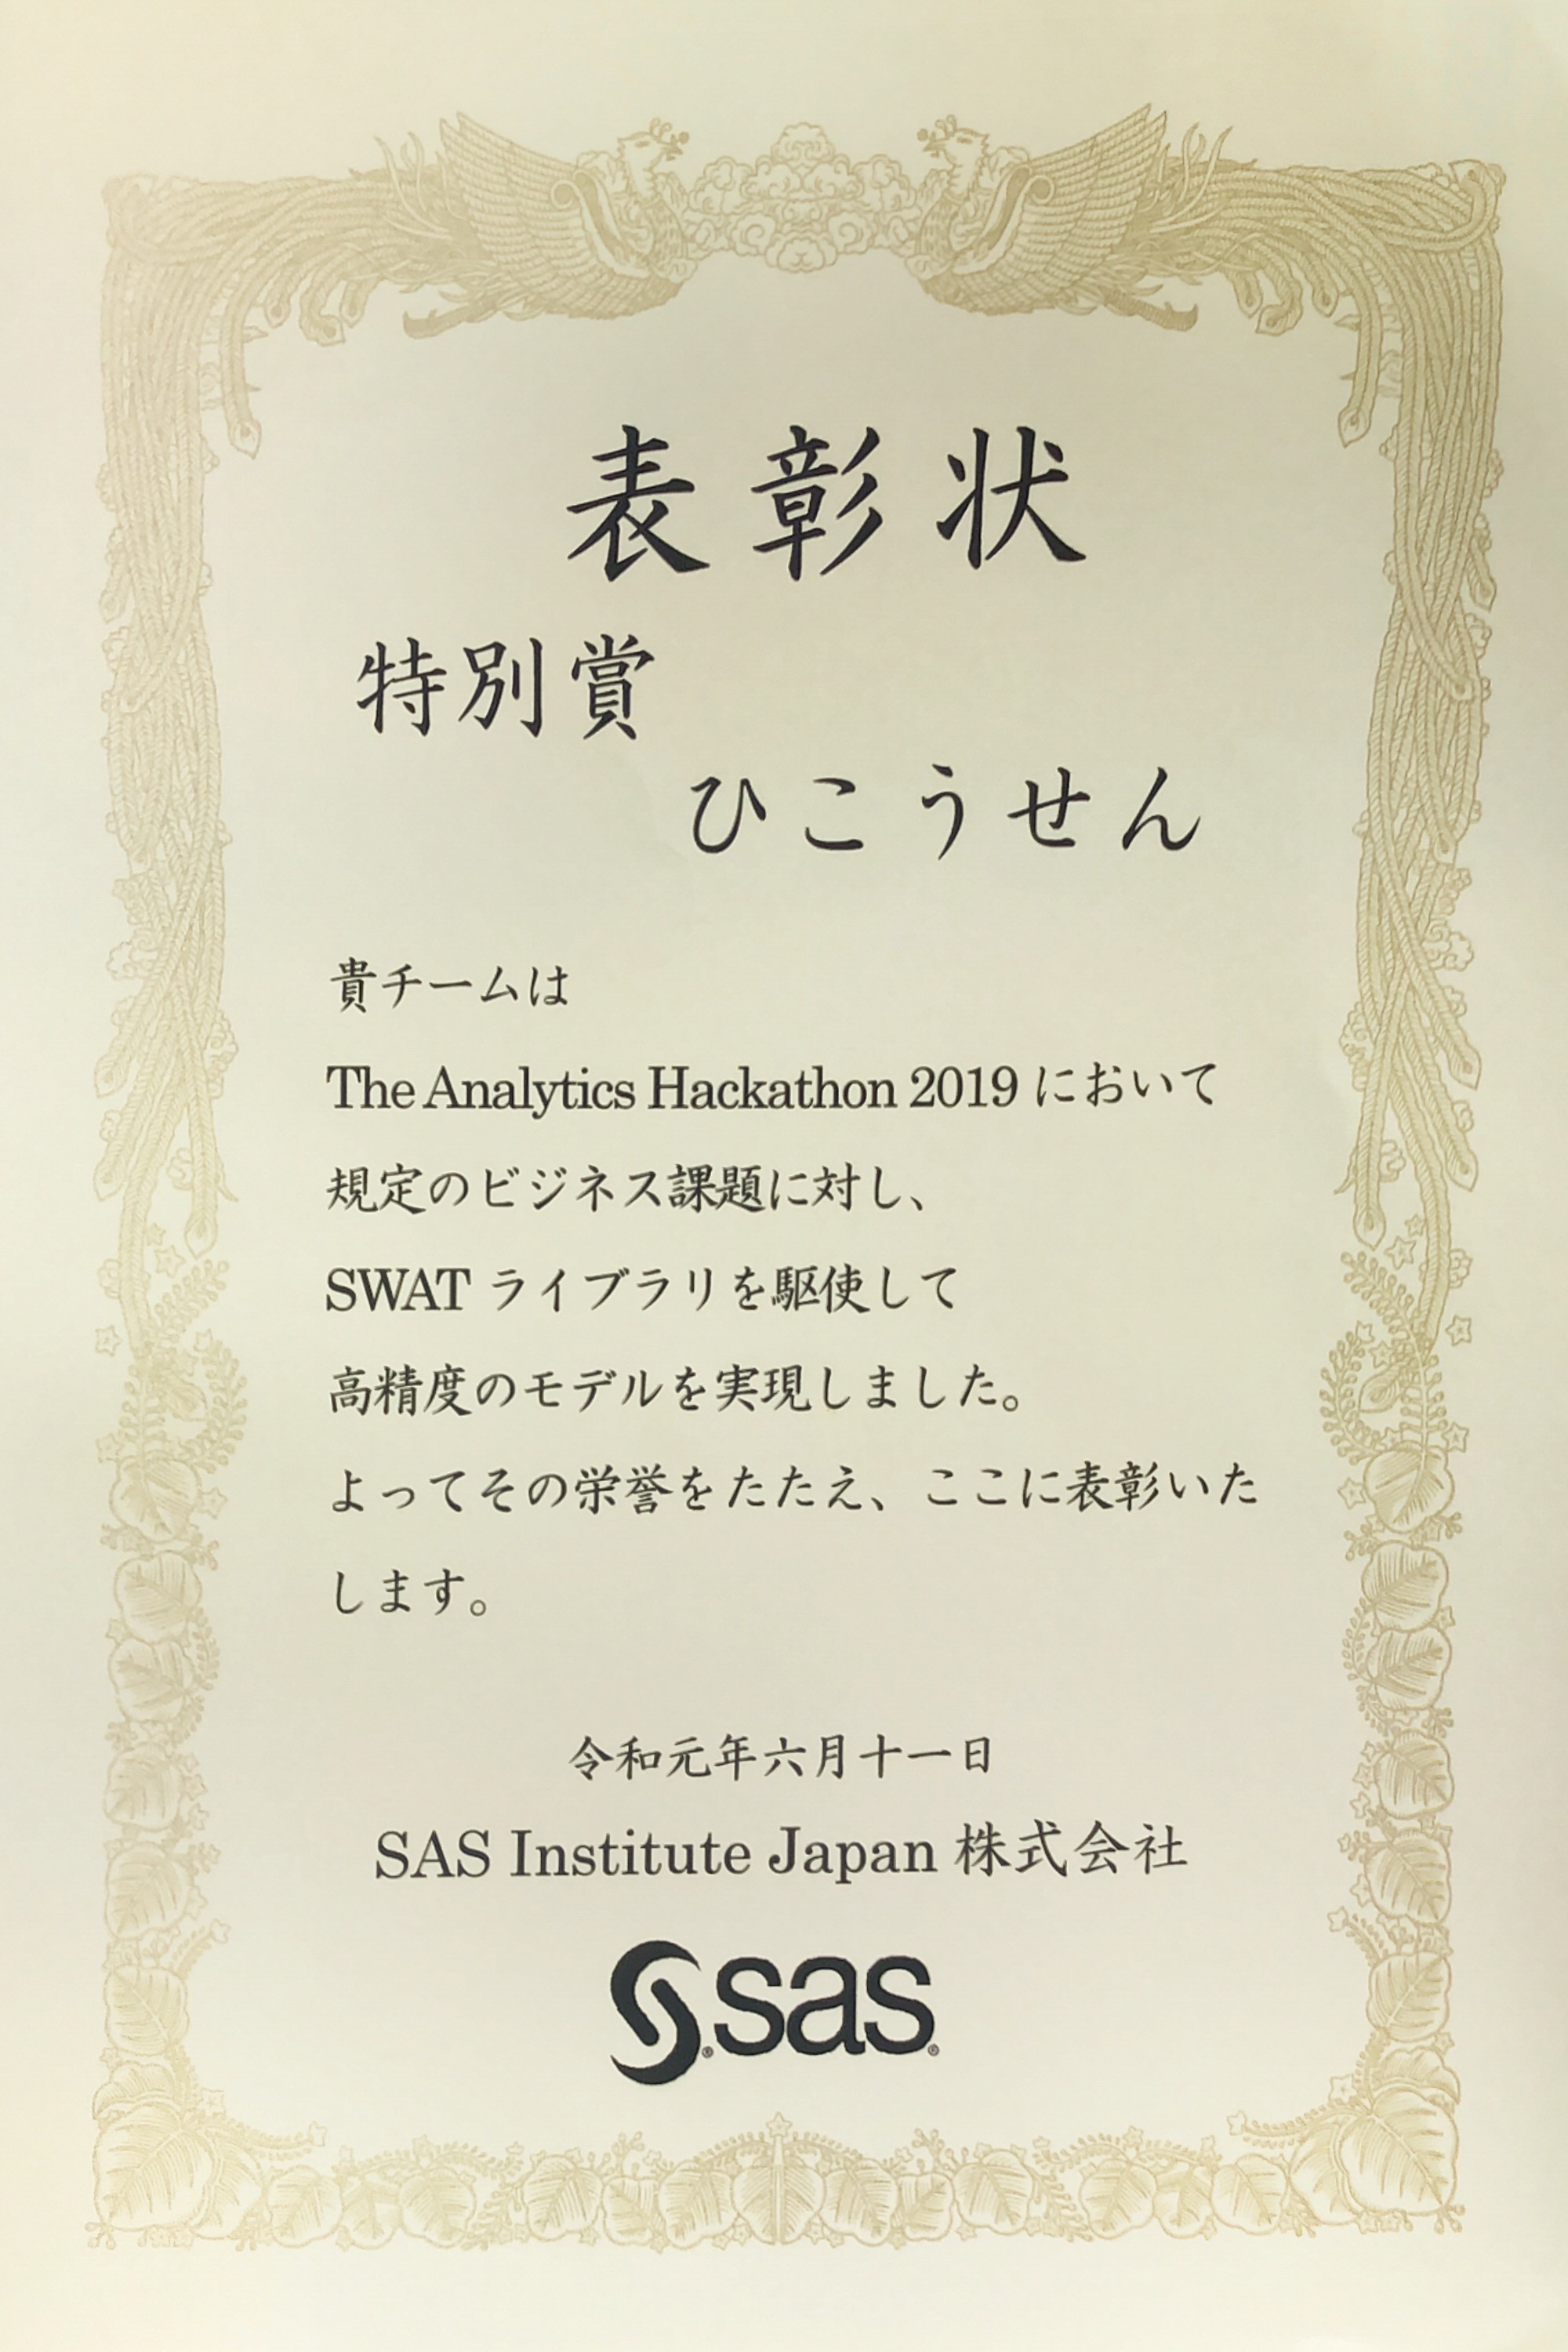 表彰状
特別賞
ひこうせん
貴チームは
The Analytics Hackathon 2019 において
規定のビジネス課題に対し、
SWAT ライブラリを駆使して
高精度のモデルを実現しました。
よってその栄誉をたたえ、ここに表彰いた
します。
令和元年六月十一日
SAS Institute Japan 株式会社
sas